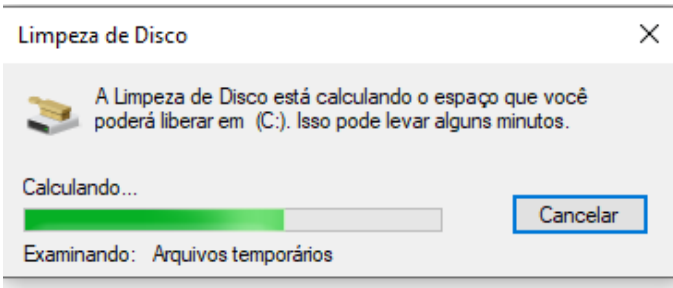 Limpeza de Disco
A Limpeza de Disco está calculando o espaço que você
poderá liberar em (C:). Isso pode levar alguns minutos.
Calculando...
Cancelar
Examinando: Arquivos temporários